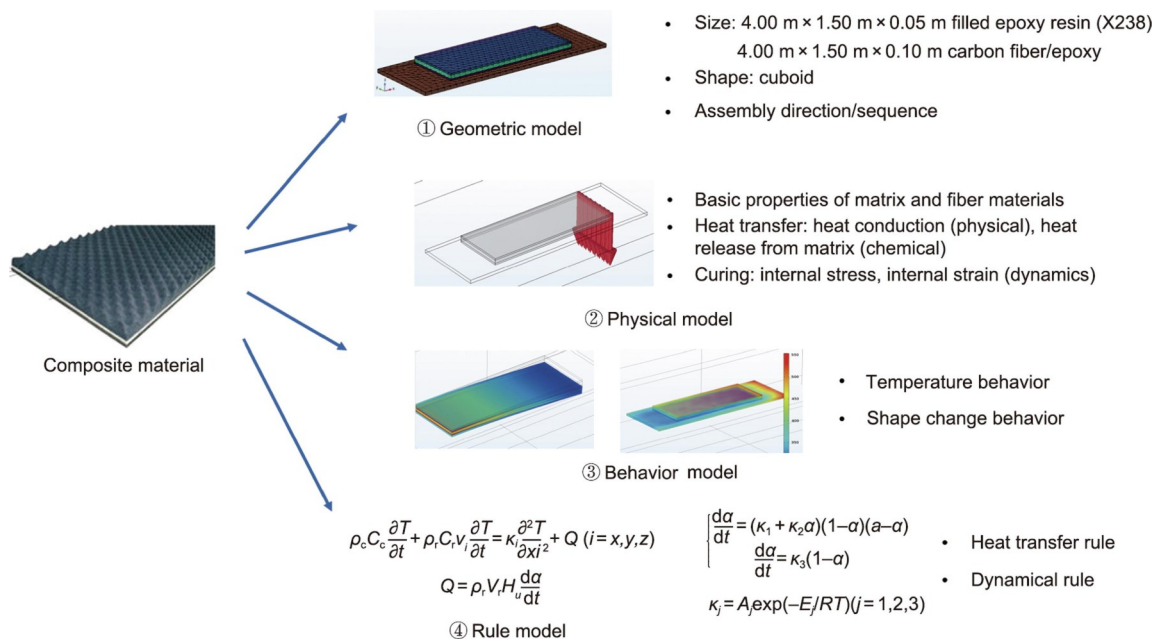 • Size: 4.00 m × 1.50 m × 0.05 m filled epoxy resin (X238)
4.00 m × 1.50 m × 0.10 m carbon fiber/epoxy
• Shape: cuboid
• Assembly direction/sequence
① Geometric model
• Basic properties of matrix and fiber materials
• Heat transfer: heat conduction (physical), heat
release from matrix (chemical)
• Curing: internal stress, internal strain (dynamics)
② Physical model
Composite material
• Temperature behavior
• Shape change behavior
③ Behavior model
ρcCc ∂T/∂t + ρrCrvi ∂T/∂t = κi ∂²T/∂xi² + Q (i = x,y,z)
Q = ρrVrHu dα/dt
dα/dt = (κ1 + κ2α)(1–α)(a–α)
dα/dt = κ3(1–α)
κj = Ajexp(–Ej/RT)(j = 1,2,3)
• Heat transfer rule
• Dynamical rule
④ Rule model